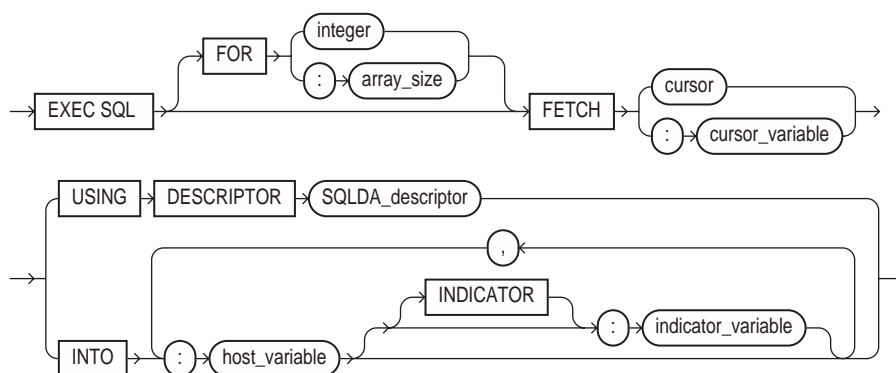 integer
FOR
: array_size
EXEC SQL
FETCH
cursor
: cursor_variable
USING DESCRIPTOR SQLDA_descriptor
,
INDICATOR
: indicator_variable
INTO : host_variable